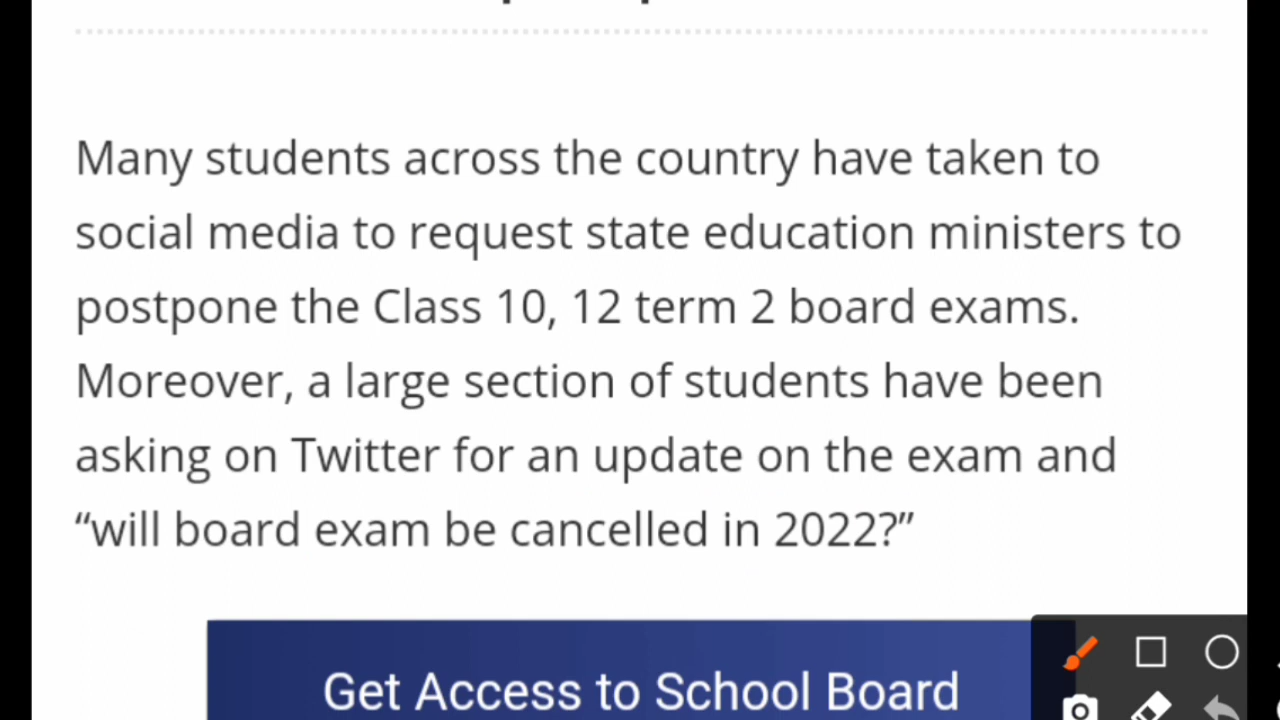 Many students across the country have taken to
social media to request state education ministers to
postpone the Class 10, 12 term 2 board exams.
Moreover, a large section of students have been
asking on Twitter for an update on the exam and
“will board exam be cancelled in 2022?”
Get Access to School Board